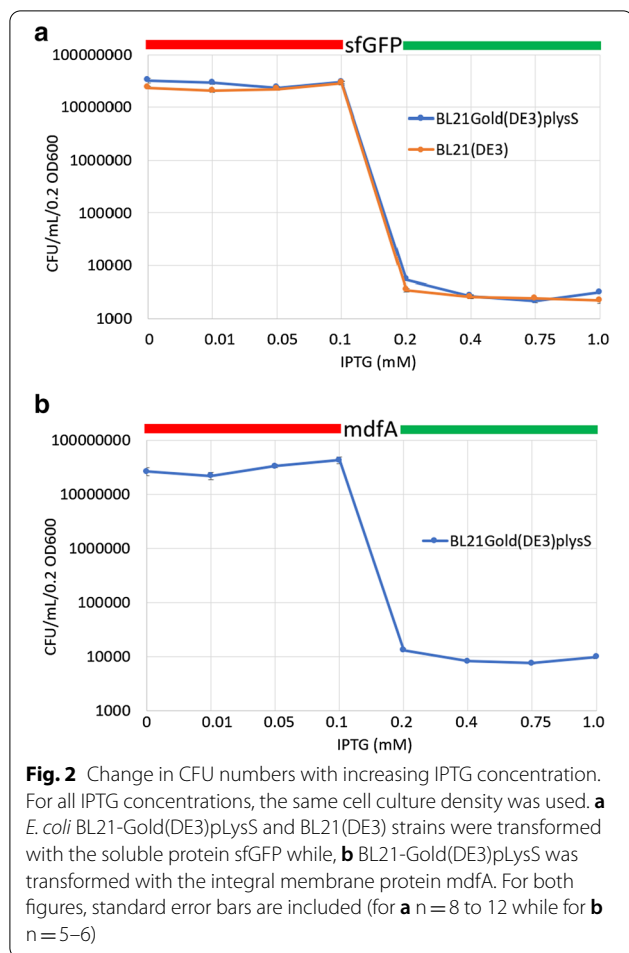 a
sfGFP
100000000
10000000
1000000
100000
10000
1000
CFU/mL/0.2 OD600
BL21Gold(DE3)plysS
BL21(DE3)
0 0.01 0.05 0.1 0.2 0.4 0.75 1.0
IPTG (mM)
b
mdfA
100000000
10000000
1000000
100000
10000
1000
CFU/mL/0.2 OD600
BL21Gold(DE3)plysS
0 0.01 0.05 0.1 0.2 0.4 0.75 1.0
IPTG (mM)
Fig. 2 Change in CFU numbers with increasing IPTG concentration.
For all IPTG concentrations, the same cell culture density was used. a
E. coli BL21-Gold(DE3)pLysS and BL21(DE3) strains were transformed
with the soluble protein sfGFP while, b BL21-Gold(DE3)pLysS was
transformed with the integral membrane protein mdfA. For both
figures, standard error bars are included (for a n = 8 to 12 while for b
n = 5–6)